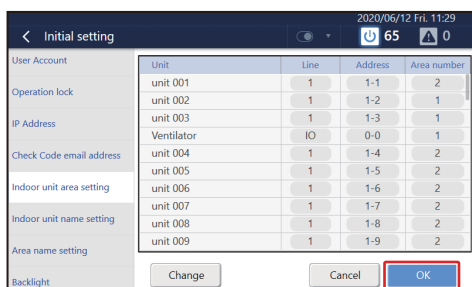 2020/06/12 Fri. 11:29
Initial setting
65
0
User Account
Operation lock
IP Address
Check Code email address
Indoor unit area setting
Indoor unit name setting
Area name setting
Backlight
Unit Line Address Area number
unit 001 1 1-1 2
unit 002 1 1-2 1
unit 003 1 1-3 1
Ventilator IO 0-0 1
unit 004 1 1-4 2
unit 005 1 1-5 2
unit 006 1 1-6 2
unit 007 1 1-7 2
unit 008 1 1-8 2
unit 009 1 1-9 2
Change Cancel OK